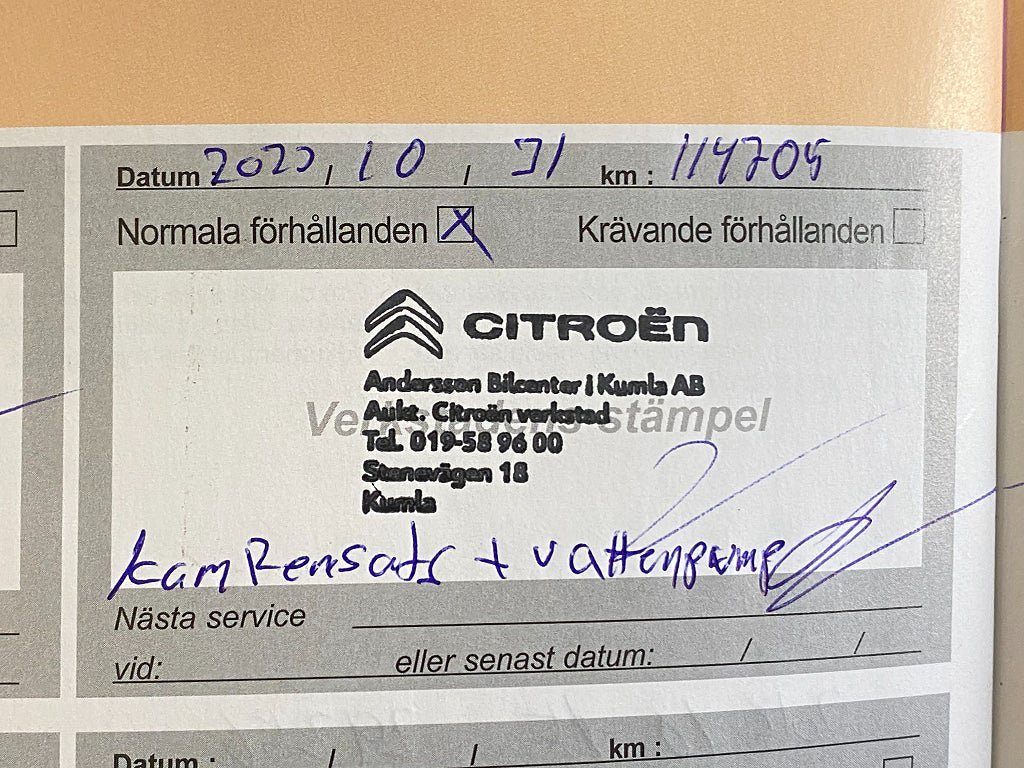 Datum 2023 / 10 / 31 km : 114705
Normala förhållanden X Krävande förhållanden
CITROËN
Andersson Bilcenter i Kumla AB
Aukt. Citroën verkstad
Verkstadens stämpel
Tel. 019-58 96 00
Stenevägen 18
Kumla
kamremsats + vattenpump
Nästa service
vid: eller senast datum: / /
Datum : / / km :